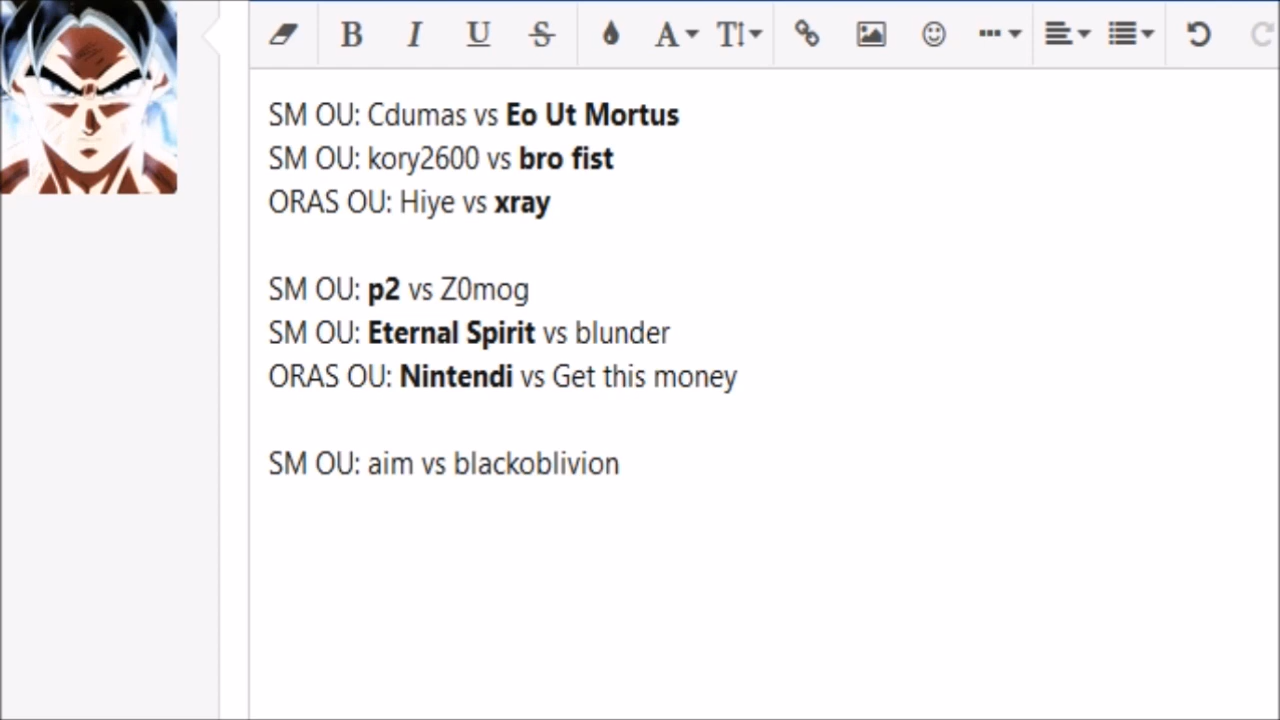 SM OU: Cdumas vs Eo Ut Mortus
SM OU: kory2600 vs bro fist
ORAS OU: Hiye vs xray
SM OU: p2 vs Z0mog
SM OU: Eternal Spirit vs blunder
ORAS OU: Nintendi vs Get this money
SM OU: aim vs blackoblivion